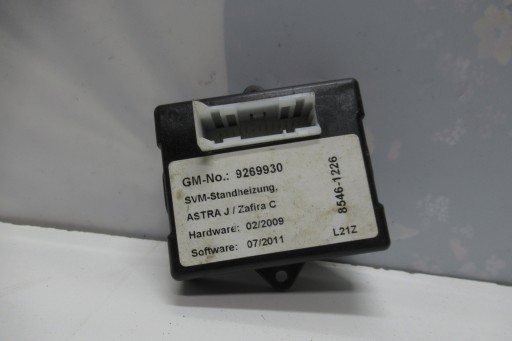 GM-No.: 9269930
SVM-Standheizung,
ASTRA J / Zafira C
Hardware: 02/2009
Software: 07/2011
L21Z
8546-1226